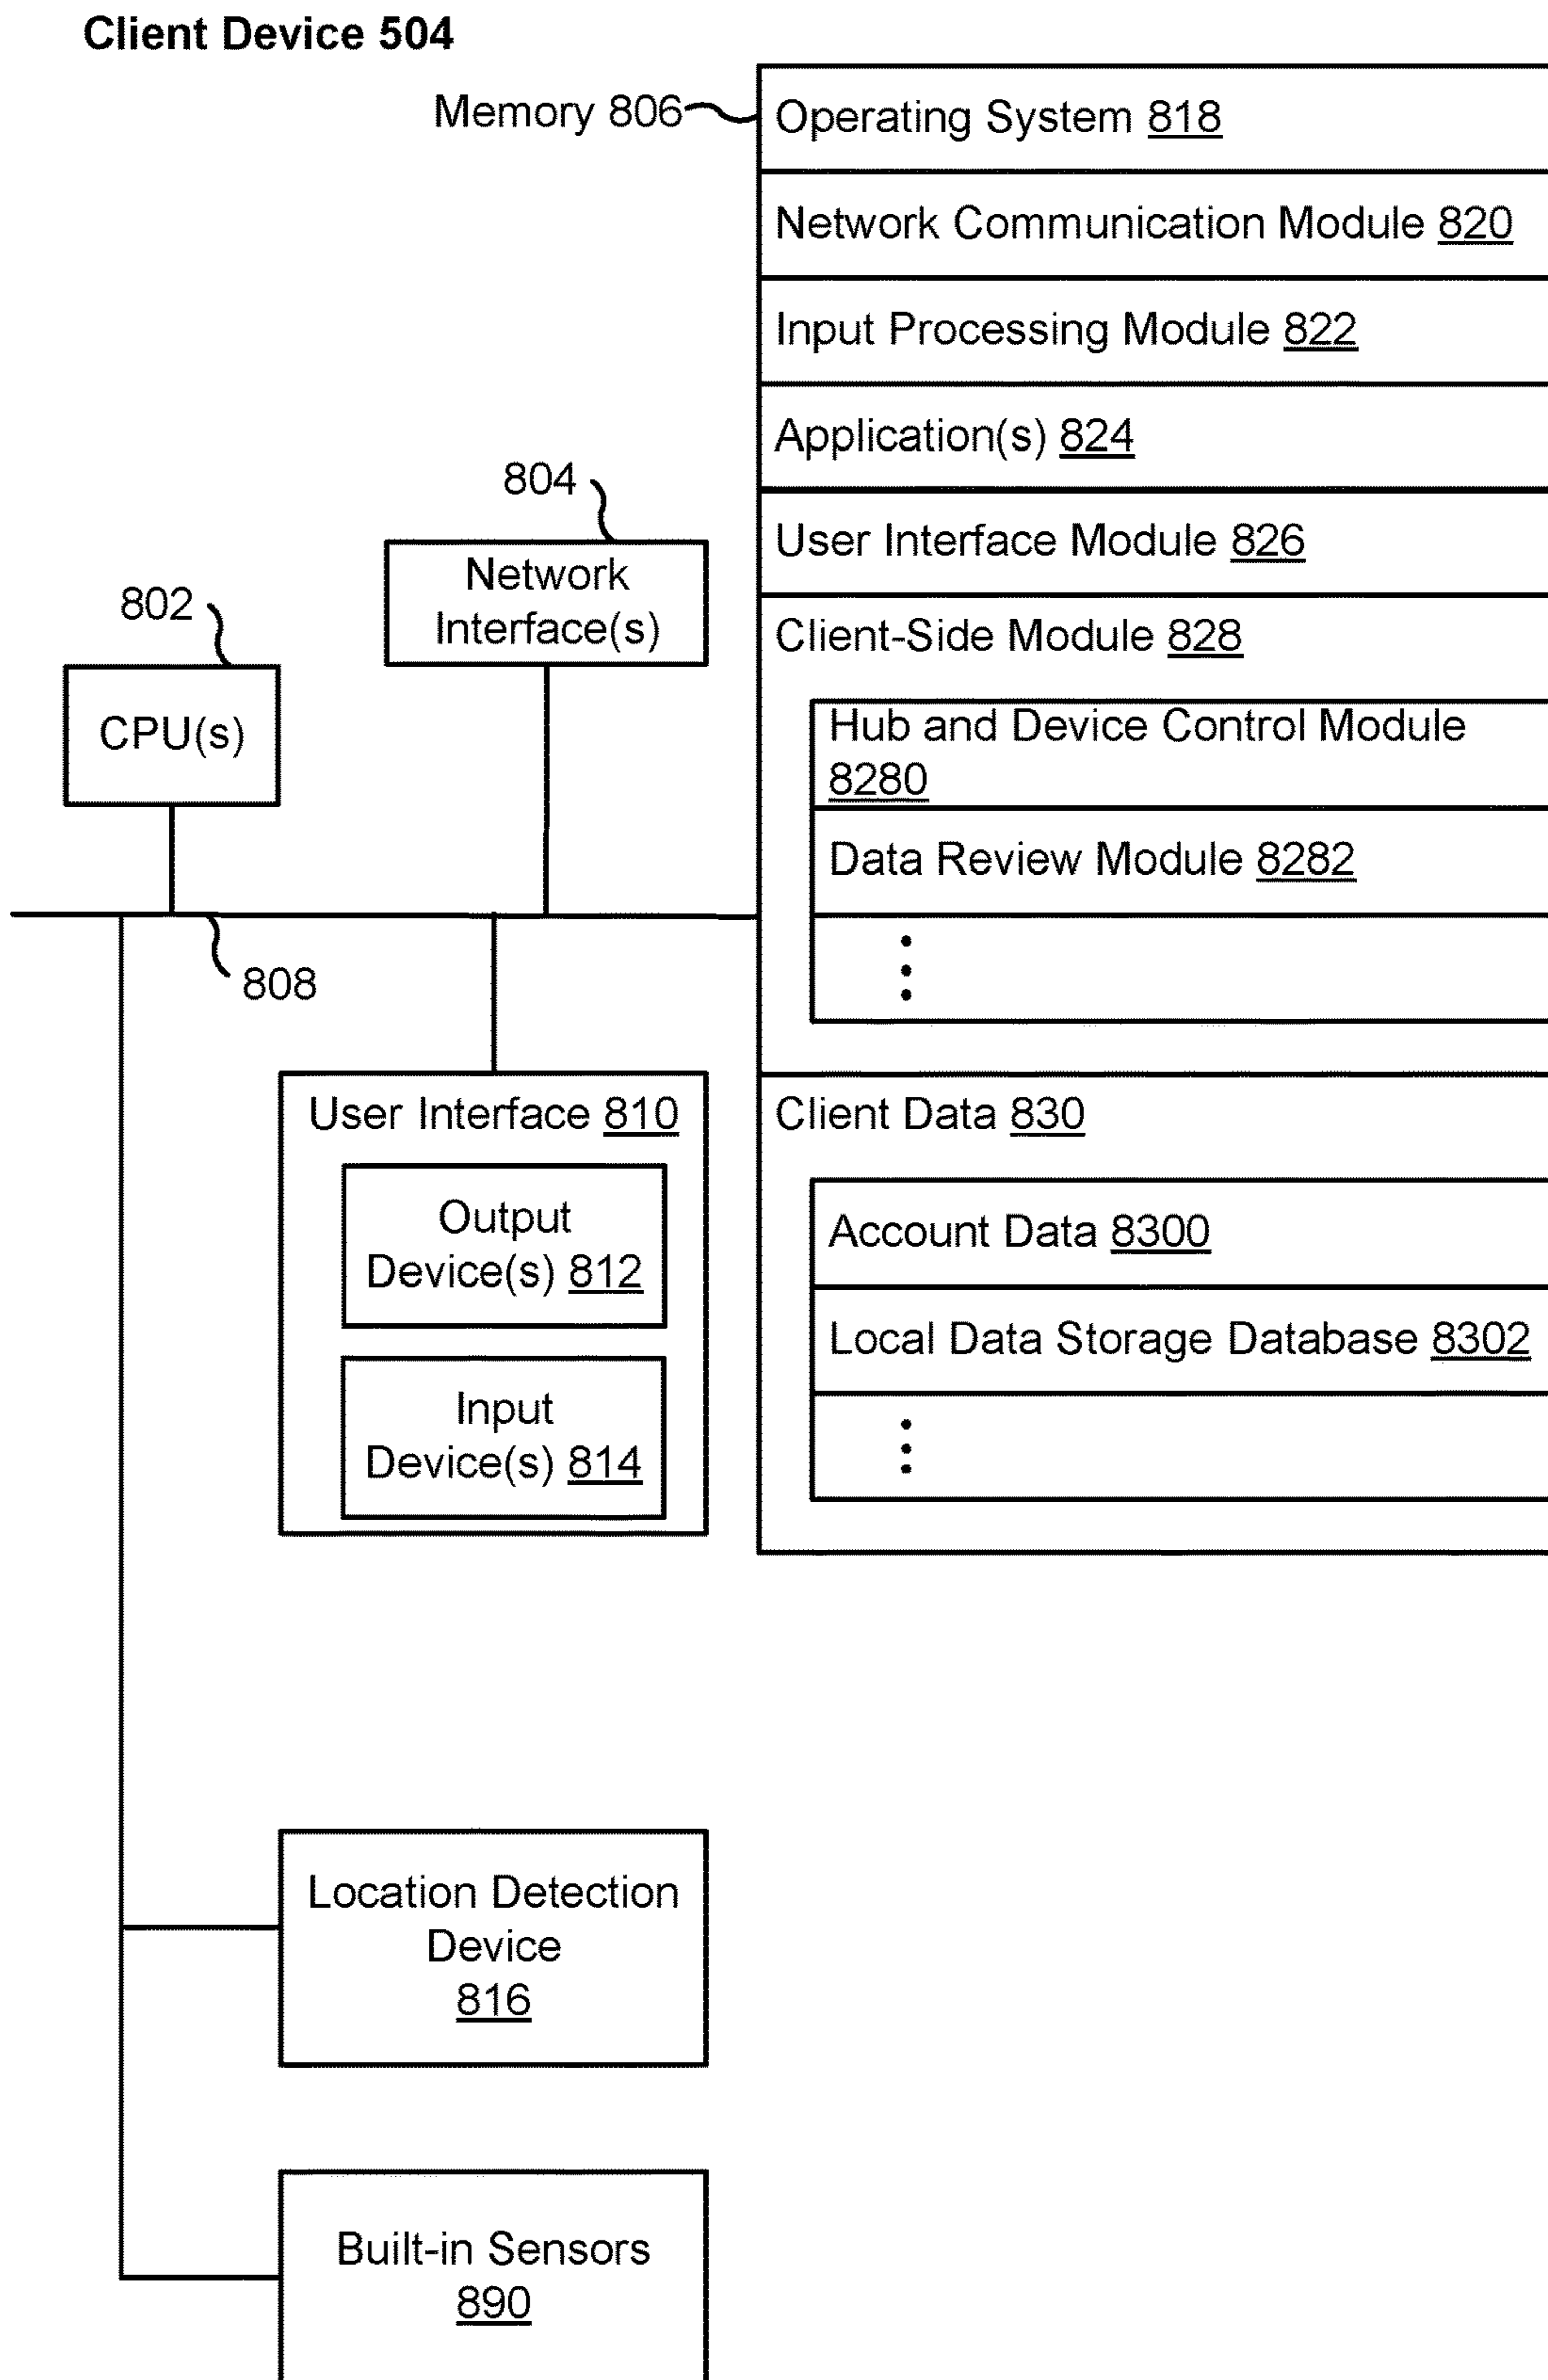 Client Device 504
Memory 806
Operating System 818
Network Communication Module 820
Input Processing Module 822
Application(s) 824
User Interface Module 826
Client-Side Module 828
Hub and Device Control Module
8280
Data Review Module 8282
Client Data 830
Account Data 8300
Local Data Storage Database 8302
804
Network
Interface(s)
802
CPU(s)
808
User Interface 810
Output
Device(s) 812
Input
Device(s) 814
Location Detection
Device
816
Built-in Sensors
890